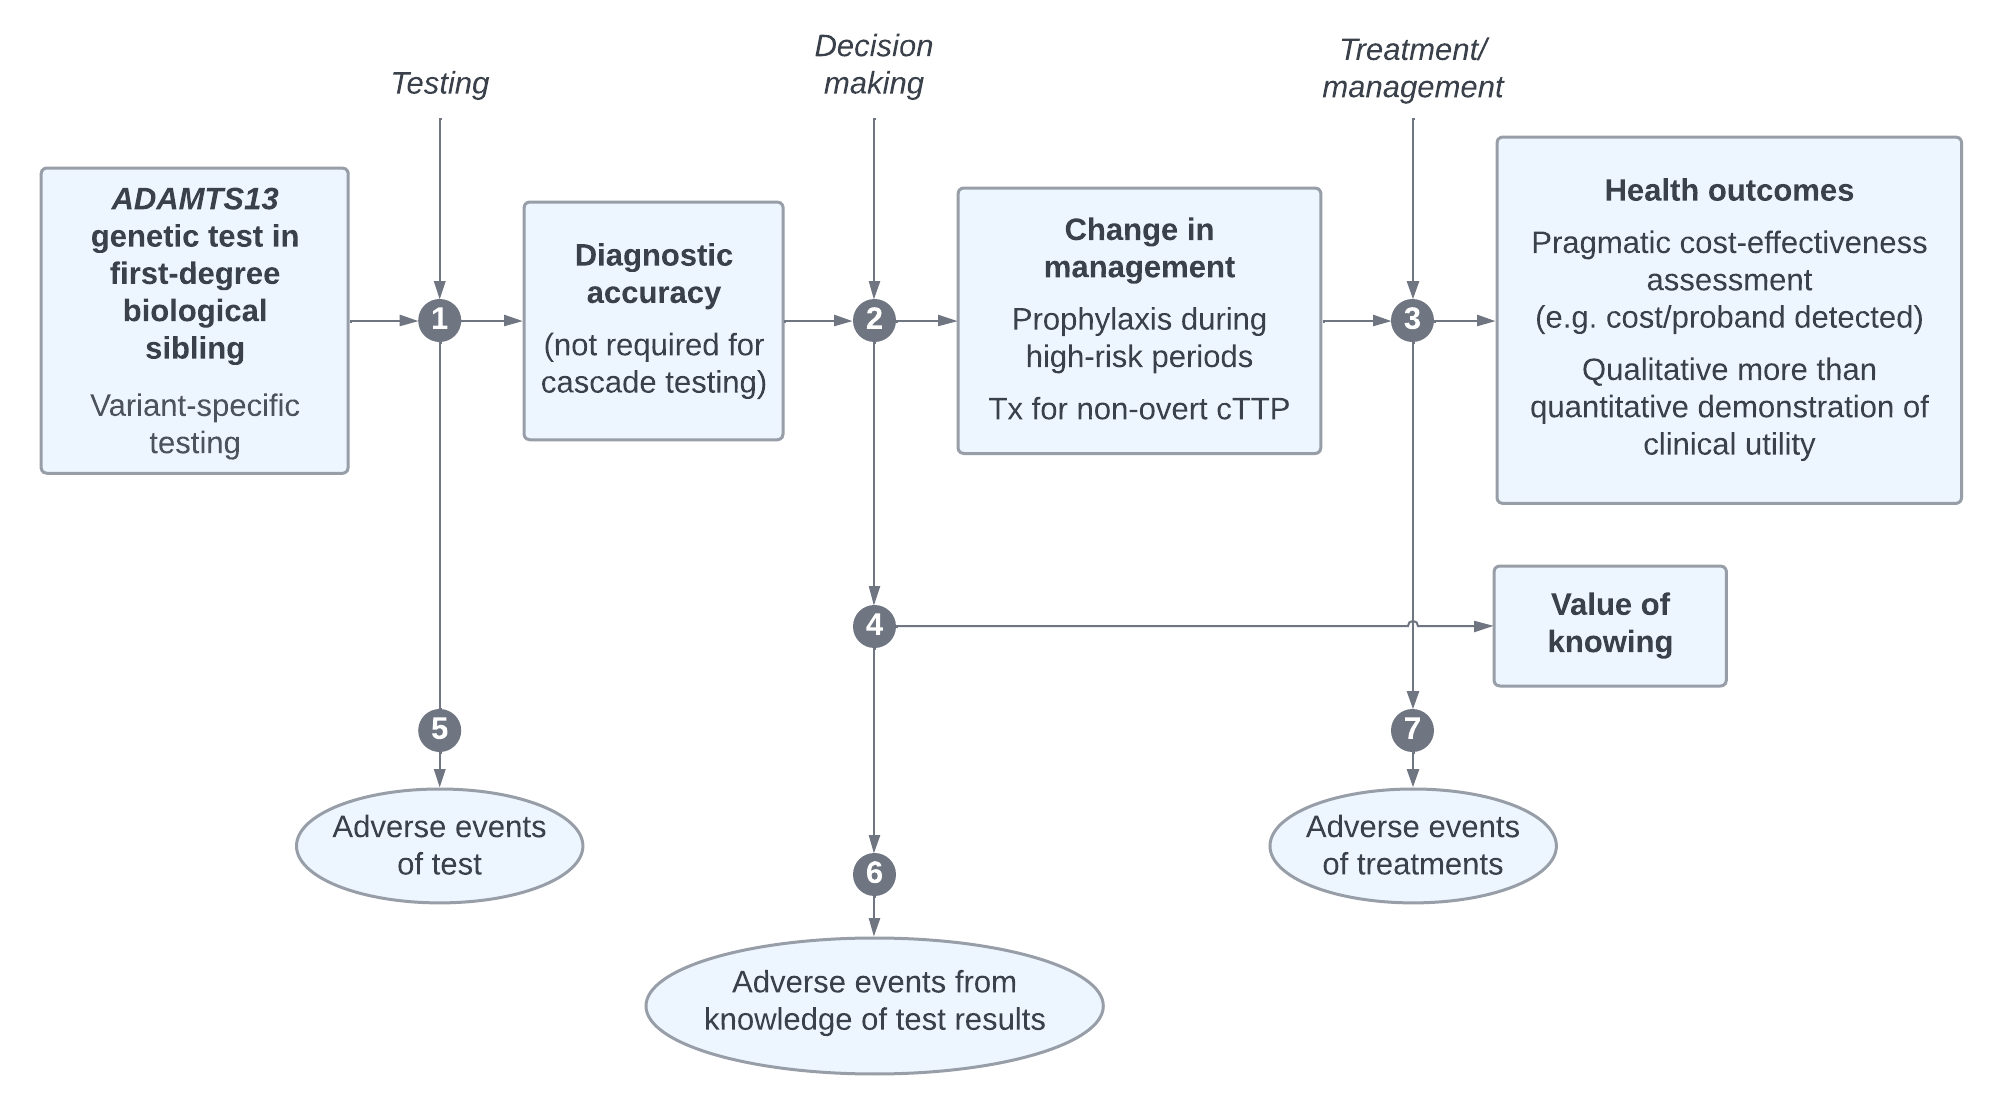 Testing
Decision
making
Treatment/
management
ADAMTS13
genetic test in
first-degree
biological
sibling
Variant-specific
testing
1
Diagnostic
accuracy
(not required for
cascade testing)
2
Change in
management
Prophylaxis during
high-risk periods
Tx for non-overt cTTP
3
Health outcomes
Pragmatic cost-effectiveness
assessment
(e.g. cost/proband detected)
Qualitative more than
quantitative demonstration of
clinical utility
4
Value of
knowing
5
Adverse events
of test
6
Adverse events from
knowledge of test results
7
Adverse events
of treatments